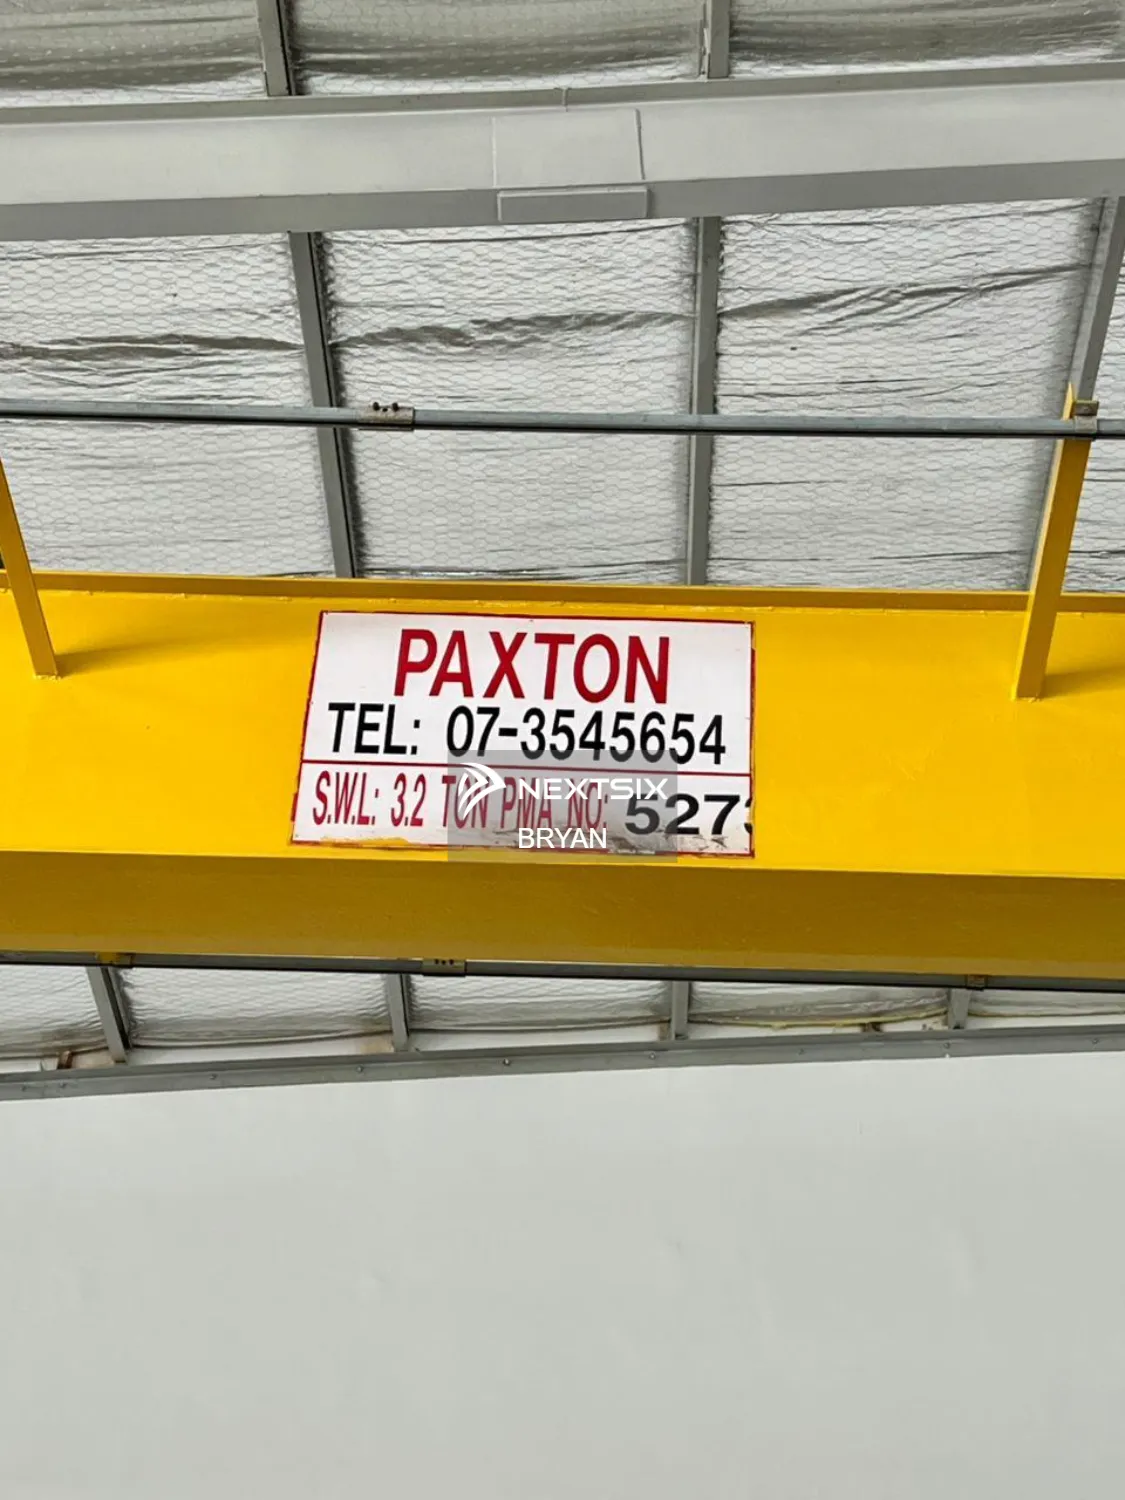 PAXTON
TEL: 07-3545654
S.W.L: 3.2 TON PMA NO: 5273
NEXTSIX
BRYAN